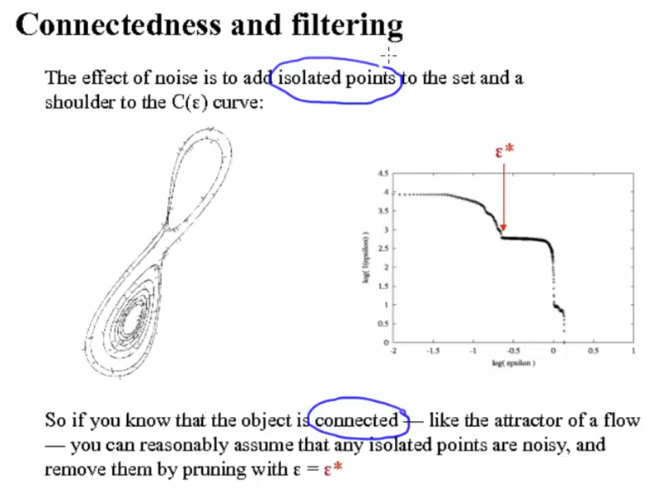 Connectedness and filtering
The effect of noise is to add isolated points to the set and a
shoulder to the C(ε) curve:
ε*
4.5
4
3.5
3
2.5
2
1.5
1
0.5
0
log( I(epsilon) )
-2 -1.5 -1 -0.5 0 0.5 1
log( epsilon )
So if you know that the object is connected — like the attractor of a flow
— you can reasonably assume that any isolated points are noisy, and
remove them by pruning with ε = ε*